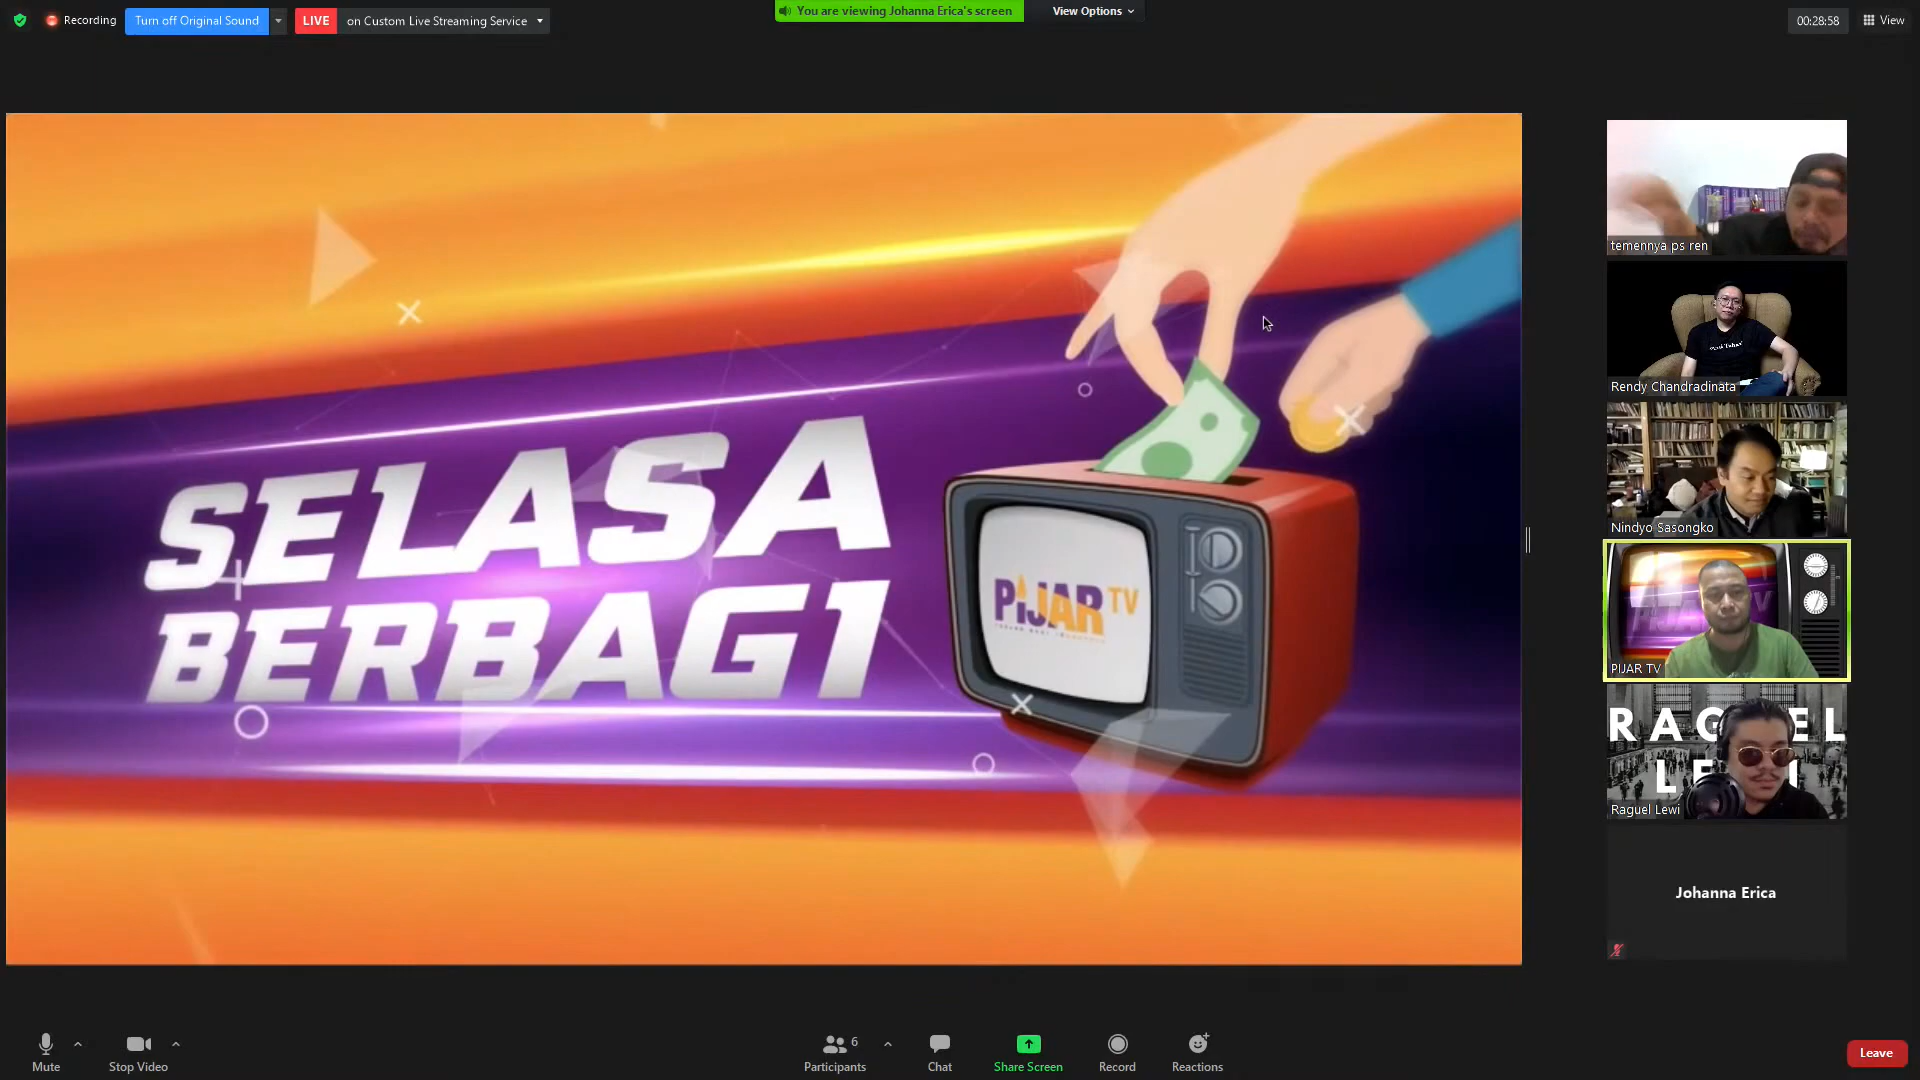 Recording
Turn off Original Sound
LIVE on Custom Live Streaming Service
You are viewing Johanna Erica's screen
View Options
00:28:58
View
SELASA
BERBAGI
PIJAR TV
temennya ps ren
Rendy Chandradinata
Nindyo Sasongko
PIJAR TV
RAGUEL
Raguel Lewi
Johanna Erica
Mute
Stop Video
Participants
6
Chat
Share Screen
Record
Reactions
Leave